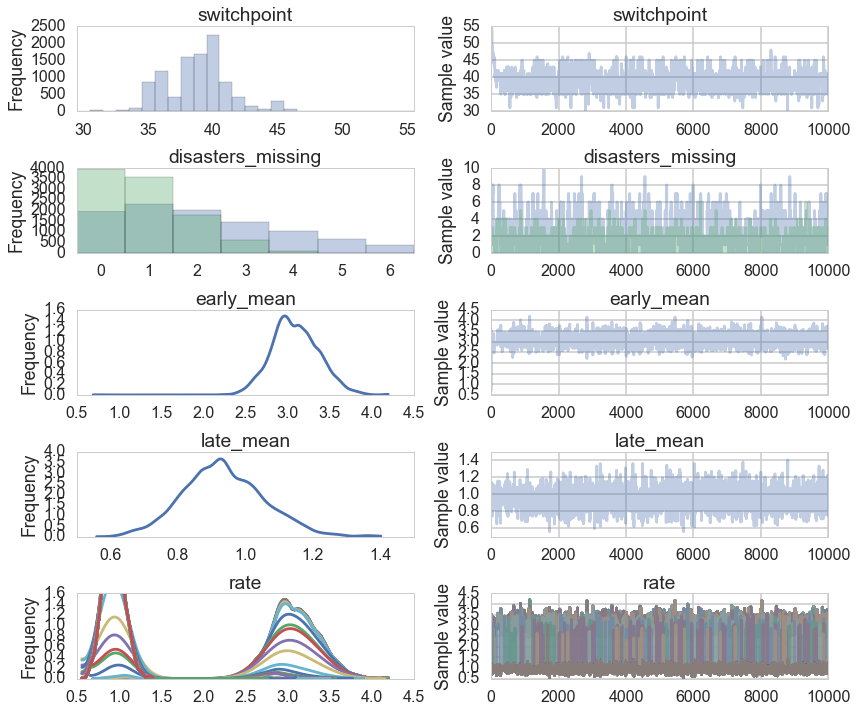 switchpoint
Frequency
2500
2000
1500
1000
500
0
30 35 40 45 50 55
switchpoint
Sample value
55
50
45
40
35
30
0 2000 4000 6000 8000 10000
disasters_missing
Frequency
4000
3500
3000
2500
2000
1500
1000
500
0
0 1 2 3 4 5 6
disasters_missing
Sample value
10
8
6
4
2
0
0 2000 4000 6000 8000 10000
early_mean
Frequency
1.6
1.4
1.2
1.0
0.8
0.6
0.4
0.2
0.0
0.5 1.0 1.5 2.0 2.5 3.0 3.5 4.0 4.5
early_mean
Sample value
4.5
4.0
3.5
3.0
2.5
2.0
1.5
1.0
0.5
0 2000 4000 6000 8000 10000
late_mean
Frequency
4.0
3.5
3.0
2.5
2.0
1.5
1.0
0.5
0.0
0.6 0.8 1.0 1.2 1.4
late_mean
Sample value
1.4
1.2
1.0
0.8
0.6
0 2000 4000 6000 8000 10000
rate
Frequency
1.6
1.4
1.2
1.0
0.8
0.6
0.4
0.2
0.0
0.5 1.0 1.5 2.0 2.5 3.0 3.5 4.0 4.5
rate
Sample value
4.5
4.0
3.5
3.0
2.5
2.0
1.5
1.0
0.5
0 2000 4000 6000 8000 10000